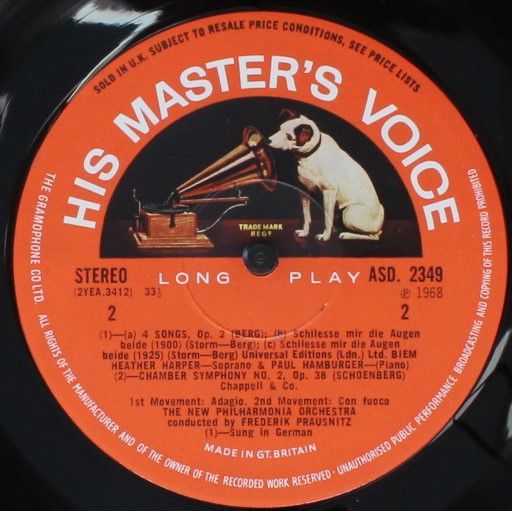 SOLD IN U.K. SUBJECT TO RESALE PRICE CONDITIONS, SEE PRICE LISTS
HIS MASTER'S VOICE
TRADE MARK
REGD
STEREO
LONG PLAY
ASD. 2349
(2YEA.3412) 33⅓
℗ 1968
2
2
(1)—(a) 4 SONGS, Op. 2 (BERG); (b) Schilesse mir die Augen
beide (1900) (Storm—Berg); (c) Schilesse mir die Augen
beide (1925) (Storm—Berg) Universal Editions (Ldn.) Ltd. BIEM
HEATHER HARPER—Soprano & PAUL HAMBURGER—(Piano)
(2)—CHAMBER SYMPHONY NO. 2, Op. 38 (SCHOENBERG)
Chappell & Co.
1st Movement: Adagio. 2nd Movement: Con fuoco
THE NEW PHILHARMONIA ORCHESTRA
conducted by FREDERIK PRAUSNITZ
(1)—Sung in German
MADE IN GT. BRITAIN
THE GRAMOPHONE CO. LTD. ALL RIGHTS OF THE MANUFACTURER AND OF THE OWNER OF THE RECORDED WORK RESERVED · UNAUTHORISED PUBLIC PERFORMANCE BROADCASTING AND COPYING OF THIS RECORD PROHIBITED